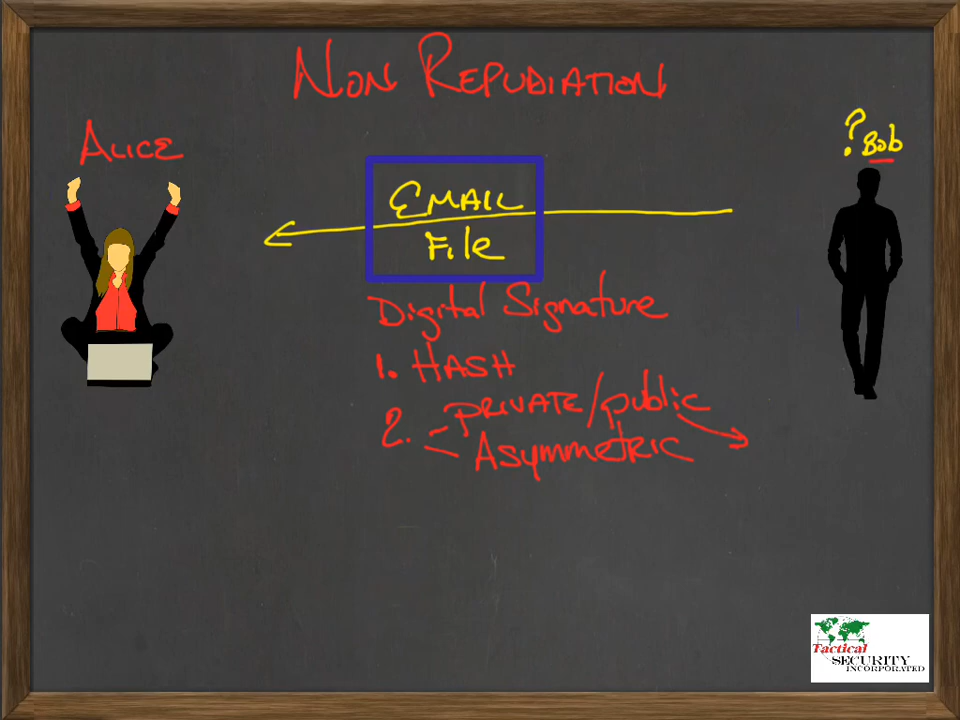 NON REPUDIATION
ALICE
? Bob
EMAIL
File
Digital Signature
1. HASH
2. - PRIVATE/public
- Asymmetric
Tactical
SECURITY
INCORPORATED